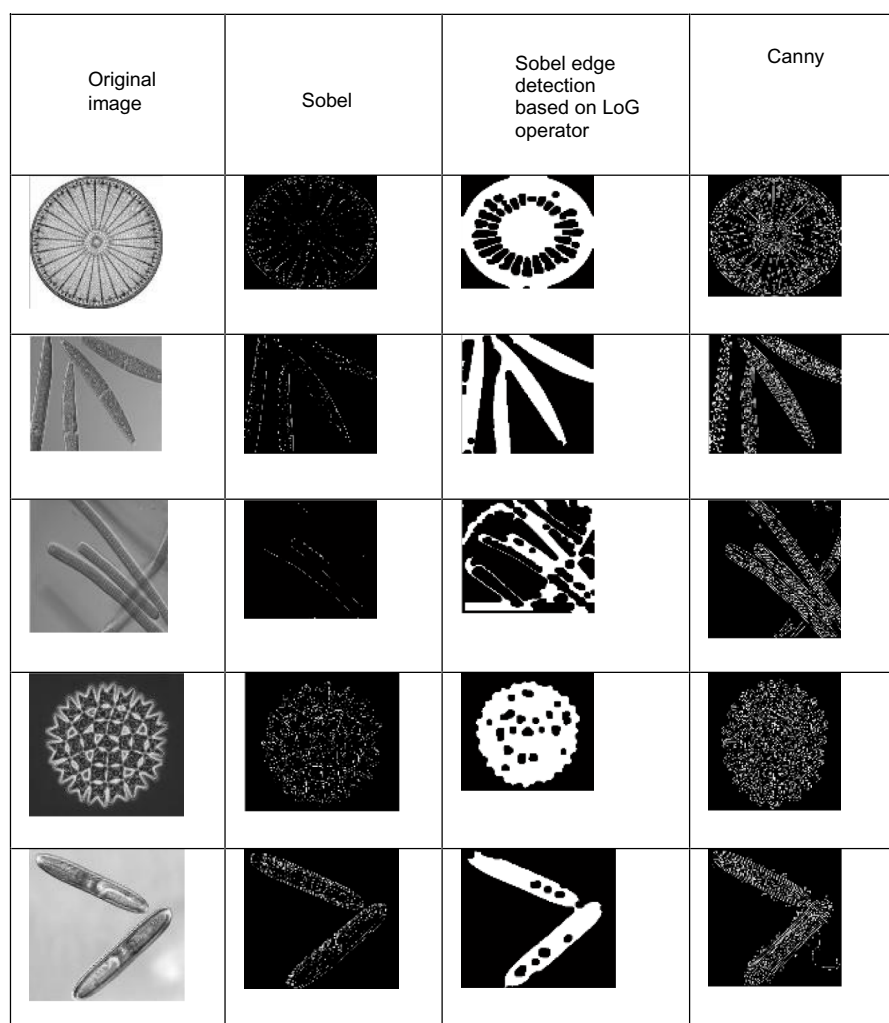 Original
image
Sobel
Sobel edge
detection
based on LoG
operator
Canny